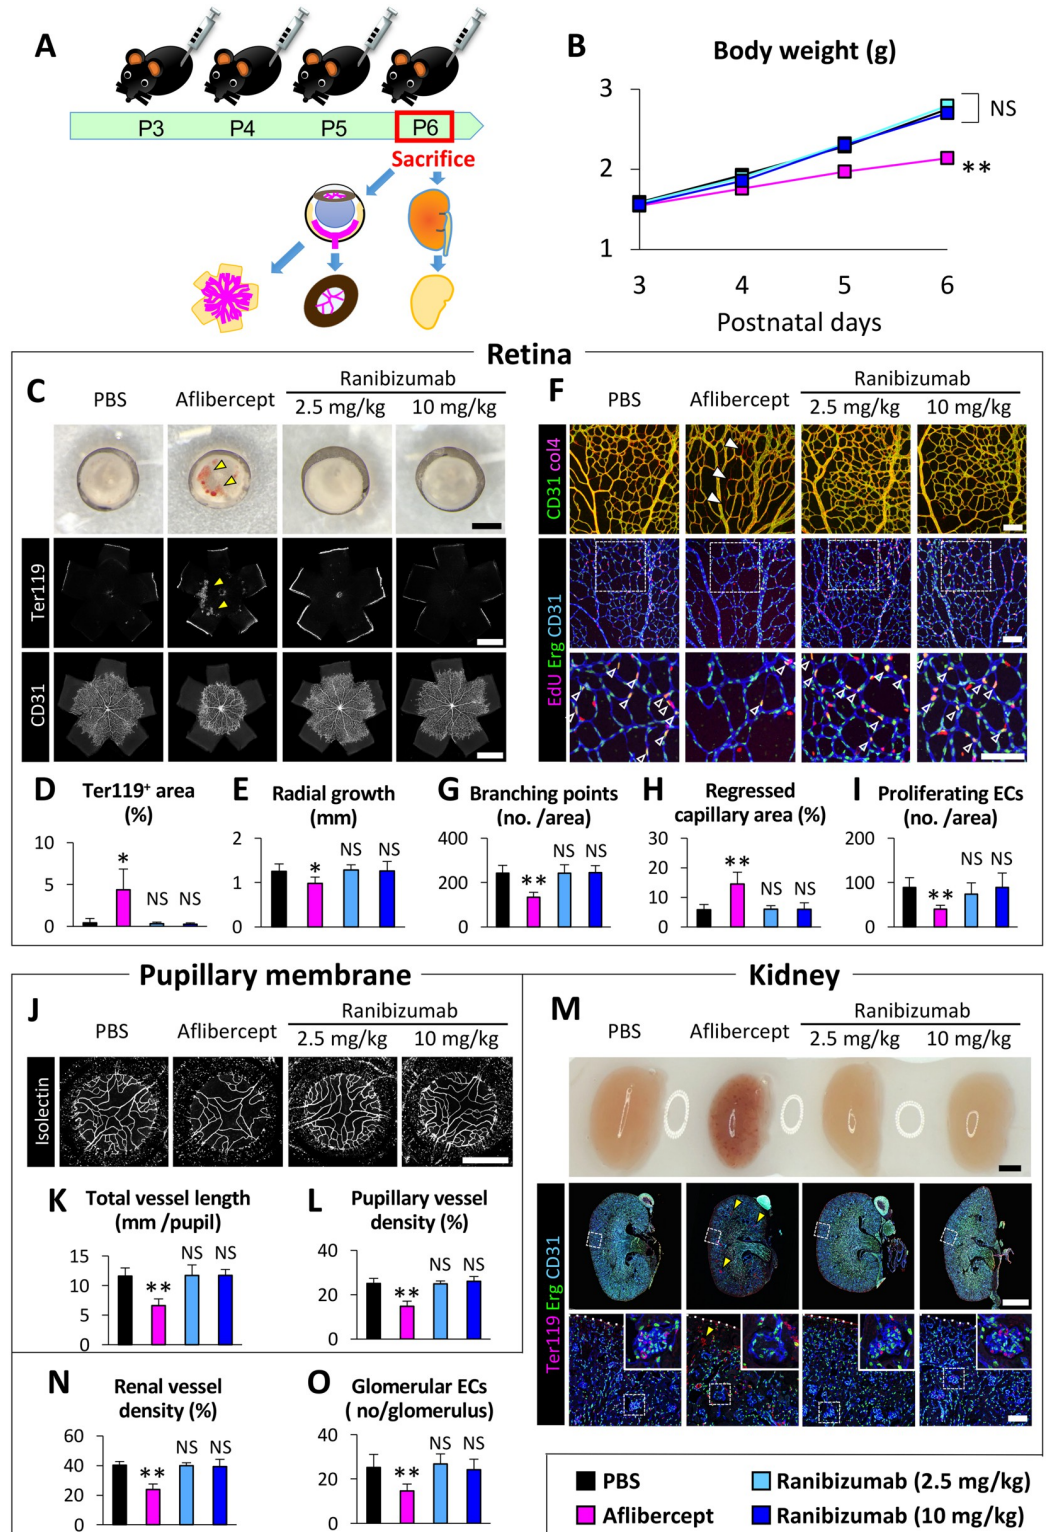 A
P3 P4 P5 P6
Sacrifice
B
Body weight (g)
3
2
1
NS
**
3 4 5 6
Postnatal days
Retina
C
PBS Aflibercept Ranibizumab
2.5 mg/kg 10 mg/kg
Ter119
CD31
F
PBS Aflibercept Ranibizumab
2.5 mg/kg 10 mg/kg
CD31 col4
EdU Erg CD31
D Ter119+ area
(%)
10
5
0
* NS NS
E Radial growth
(mm)
2
1
0
* NS NS
G Branching points
(no. /area)
400
200
0
** NS NS
H Regressed
capillary area (%)
30
20
10
0
** NS NS
I Proliferating ECs
(no. /area)
200
100
0
** NS NS
Pupillary membrane
J
PBS Aflibercept Ranibizumab
2.5 mg/kg 10 mg/kg
Isolectin
K Total vessel length
(mm /pupil)
15
10
5
0
** NS NS
L Pupillary vessel
density (%)
40
20
0
** NS NS
Kidney
M
PBS Aflibercept Ranibizumab
2.5 mg/kg 10 mg/kg
Ter119 Erg CD31
N Renal vessel
density (%)
60
40
20
0
** NS NS
O Glomerular ECs
( no/glomerulus)
40
20
0
** NS NS
PBS
Aflibercept
Ranibizumab (2.5 mg/kg)
Ranibizumab (10 mg/kg)